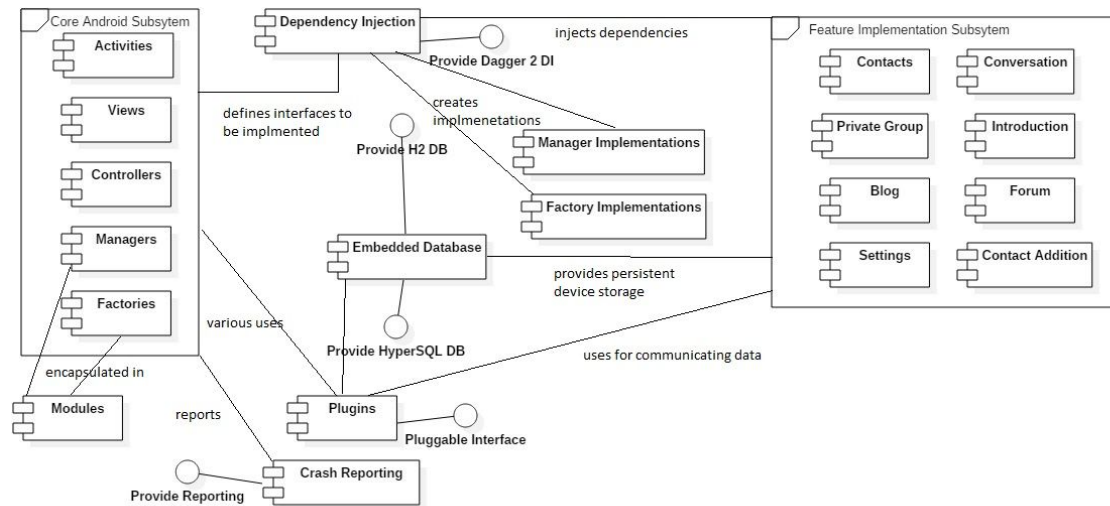 Core Android Subsytem
Activities
Views
Controllers
Managers
Factories
encapsulated in
Modules
Dependency Injection
Provide Dagger 2 DI
injects dependencies
defines interfaces to
be implmented
creates
implmenetations
Provide H2 DB
Manager Implementations
Factory Implementations
Embedded Database
provides persistent
device storage
various uses
Provide HyperSQL DB
uses for communicating data
Plugins
Pluggable Interface
reports
Crash Reporting
Provide Reporting
Feature Implementation Subsytem
Contacts
Conversation
Private Group
Introduction
Blog
Forum
Settings
Contact Addition